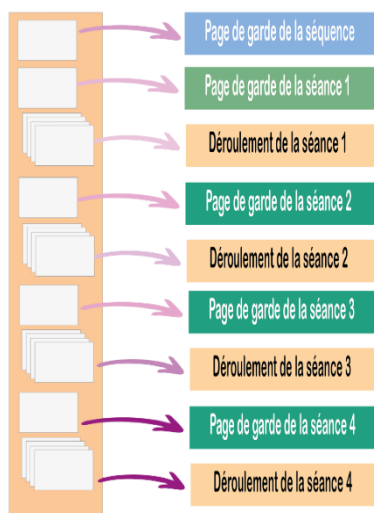 Page de garde de la séquence
Page de garde de la séance 1
Déroulement de la séance 1
Page de garde de la séance 2
Déroulement de la séance 2
Page de garde de la séance 3
Déroulement de la séance 3
Page de garde de la séance 4
Déroulement de la séance 4